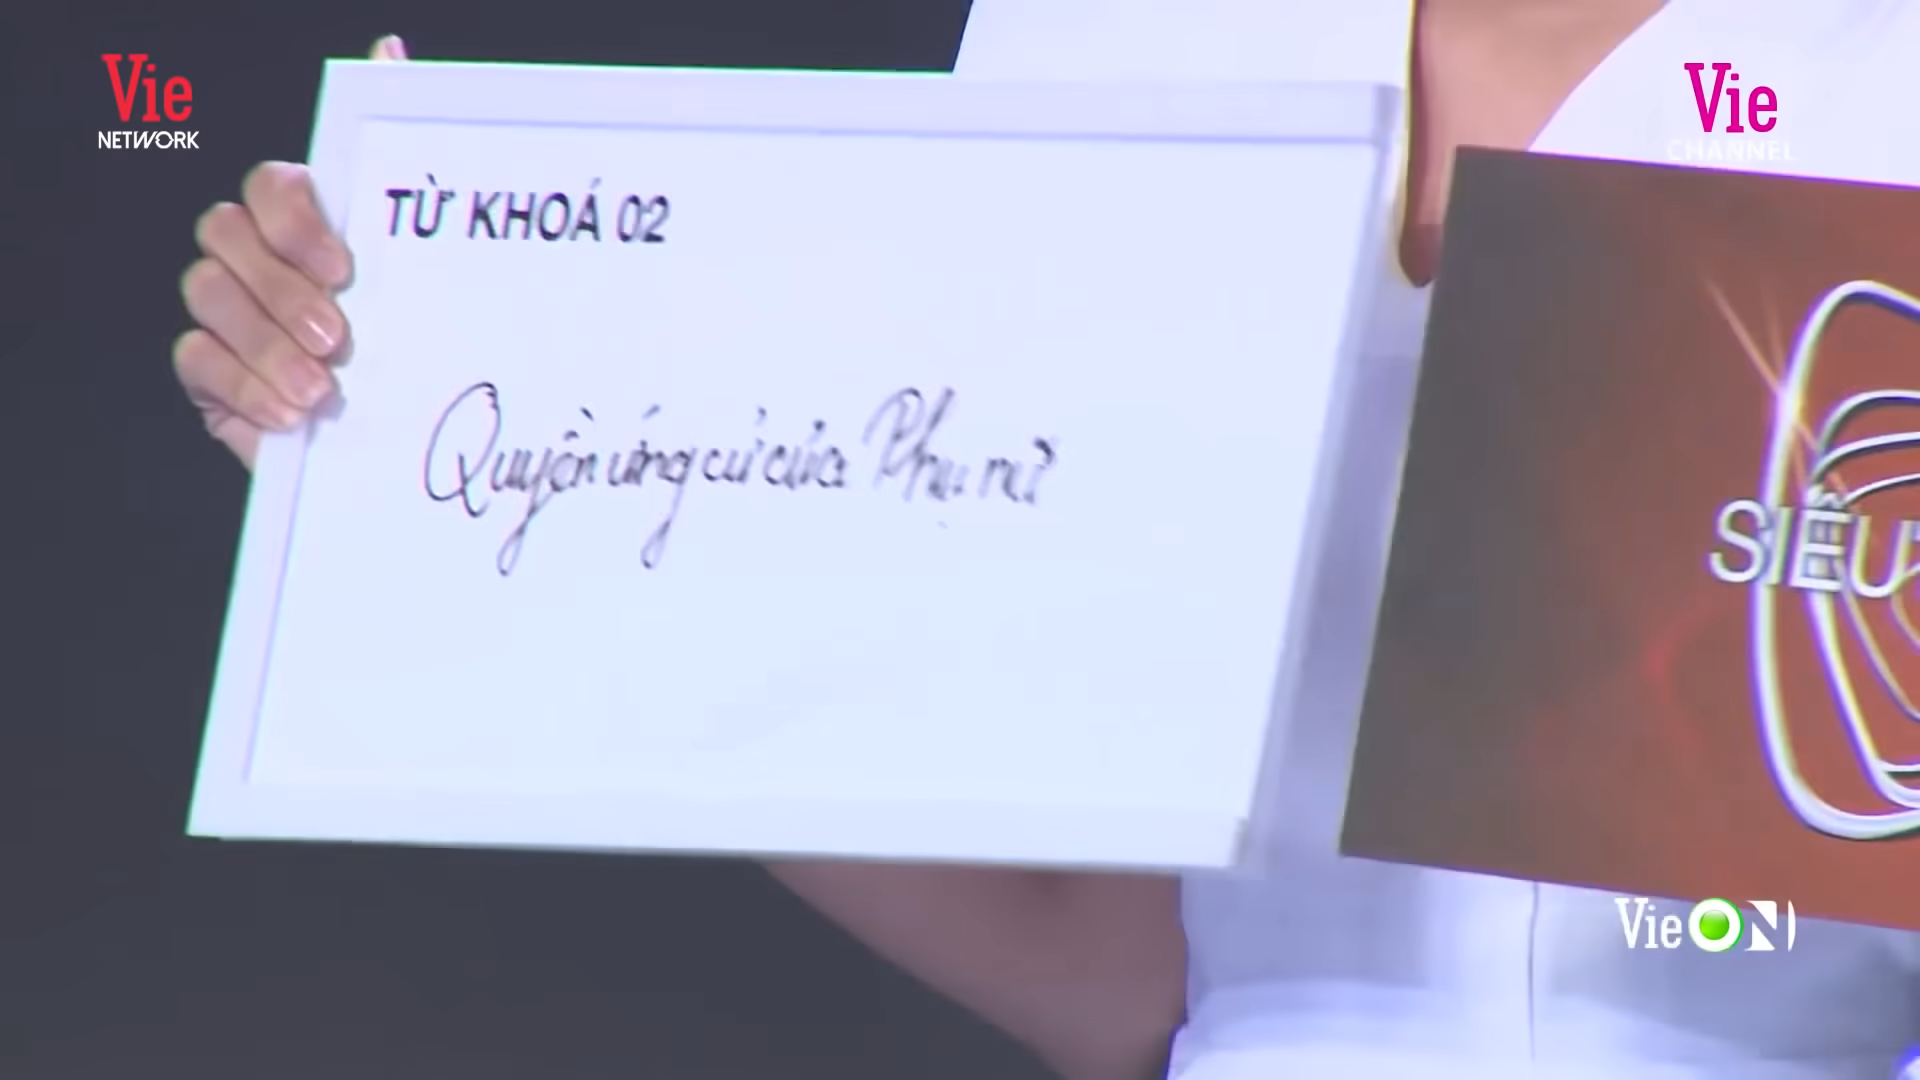 Vie
NETWORK
Vie
CHANNEL
TỪ KHOÁ 02
Quyền ứng cử của Phụ nữ
SIÊU
VieON